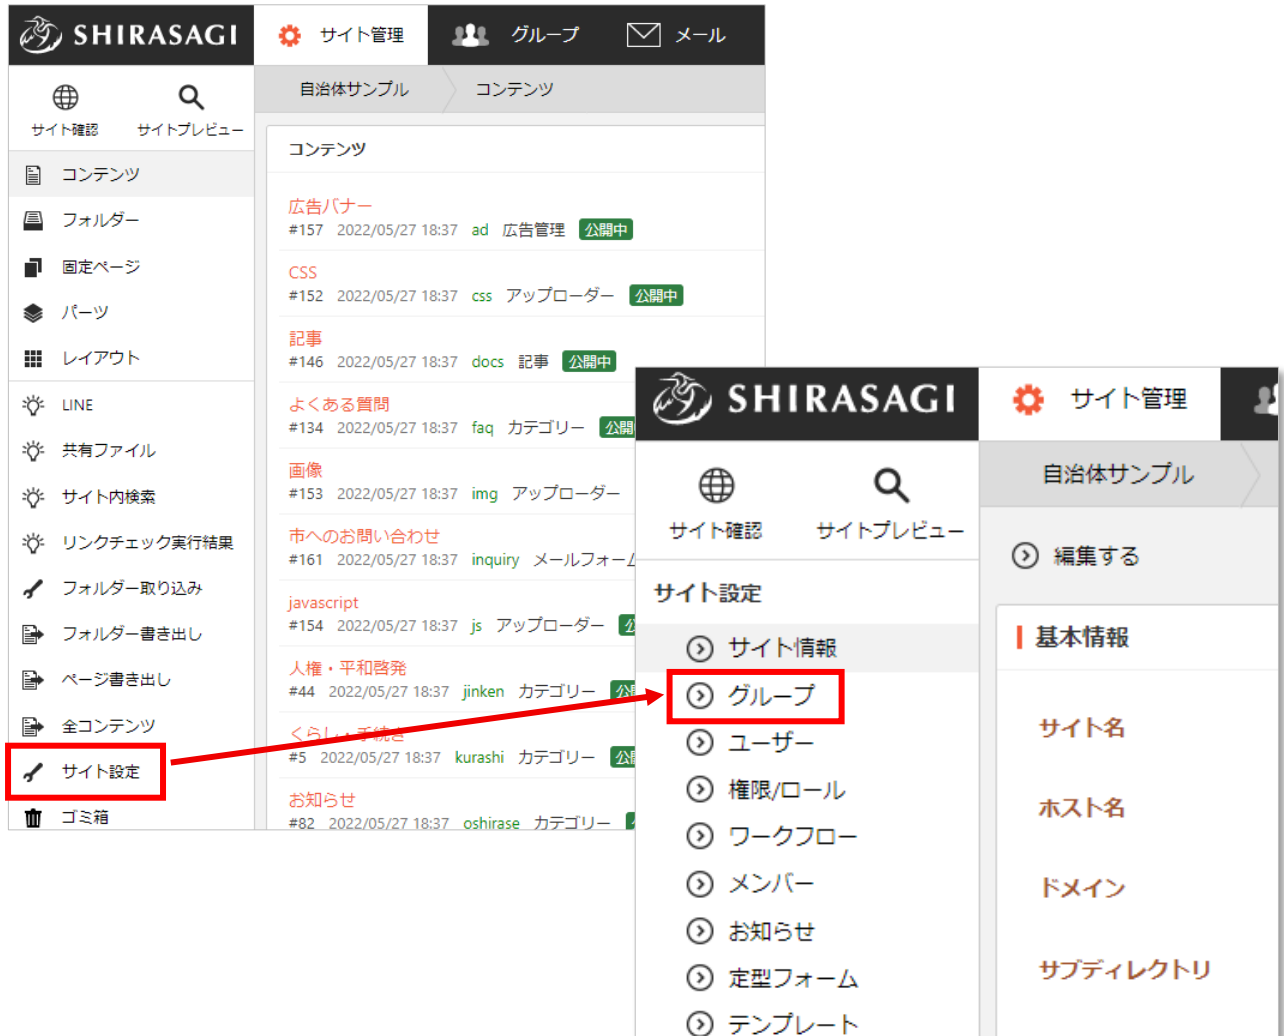 SHIRASAGI
サイト管理
グループ
メール
サイト確認
サイトプレビュー
自治体サンプル
コンテンツ
コンテンツ
フォルダー
固定ページ
パーツ
レイアウト
LINE
共有ファイル
サイト内検索
リンクチェック実行結果
フォルダー取り込み
フォルダー書き出し
ページ書き出し
全コンテンツ
サイト設定
ゴミ箱
コンテンツ
広告バナー
#157 2022/05/27 18:37 ad 広告管理 公開中
CSS
#152 2022/05/27 18:37 css アップローダー 公開中
記事
#146 2022/05/27 18:37 docs 記事 公開中
よくある質問
#134 2022/05/27 18:37 faq カテゴリー 公開
画像
#153 2022/05/27 18:37 img アップローダー
市へのお問い合わせ
#161 2022/05/27 18:37 inquiry メールフォーム
javascript
#154 2022/05/27 18:37 js アップローダー
人権・平和啓発
#44 2022/05/27 18:37 jinken カテゴリー 公
くらし・手続き
#5 2022/05/27 18:37 kurashi カテゴリー 公
お知らせ
#82 2022/05/27 18:37 oshirase カテゴリー
SHIRASAGI
サイト管理
サイト確認
サイトプレビュー
自治体サンプル
編集する
サイト設定
サイト情報
グループ
ユーザー
権限/ロール
ワークフロー
メンバー
お知らせ
定型フォーム
テンプレート
基本情報
サイト名
ホスト名
ドメイン
サブディレクトリ